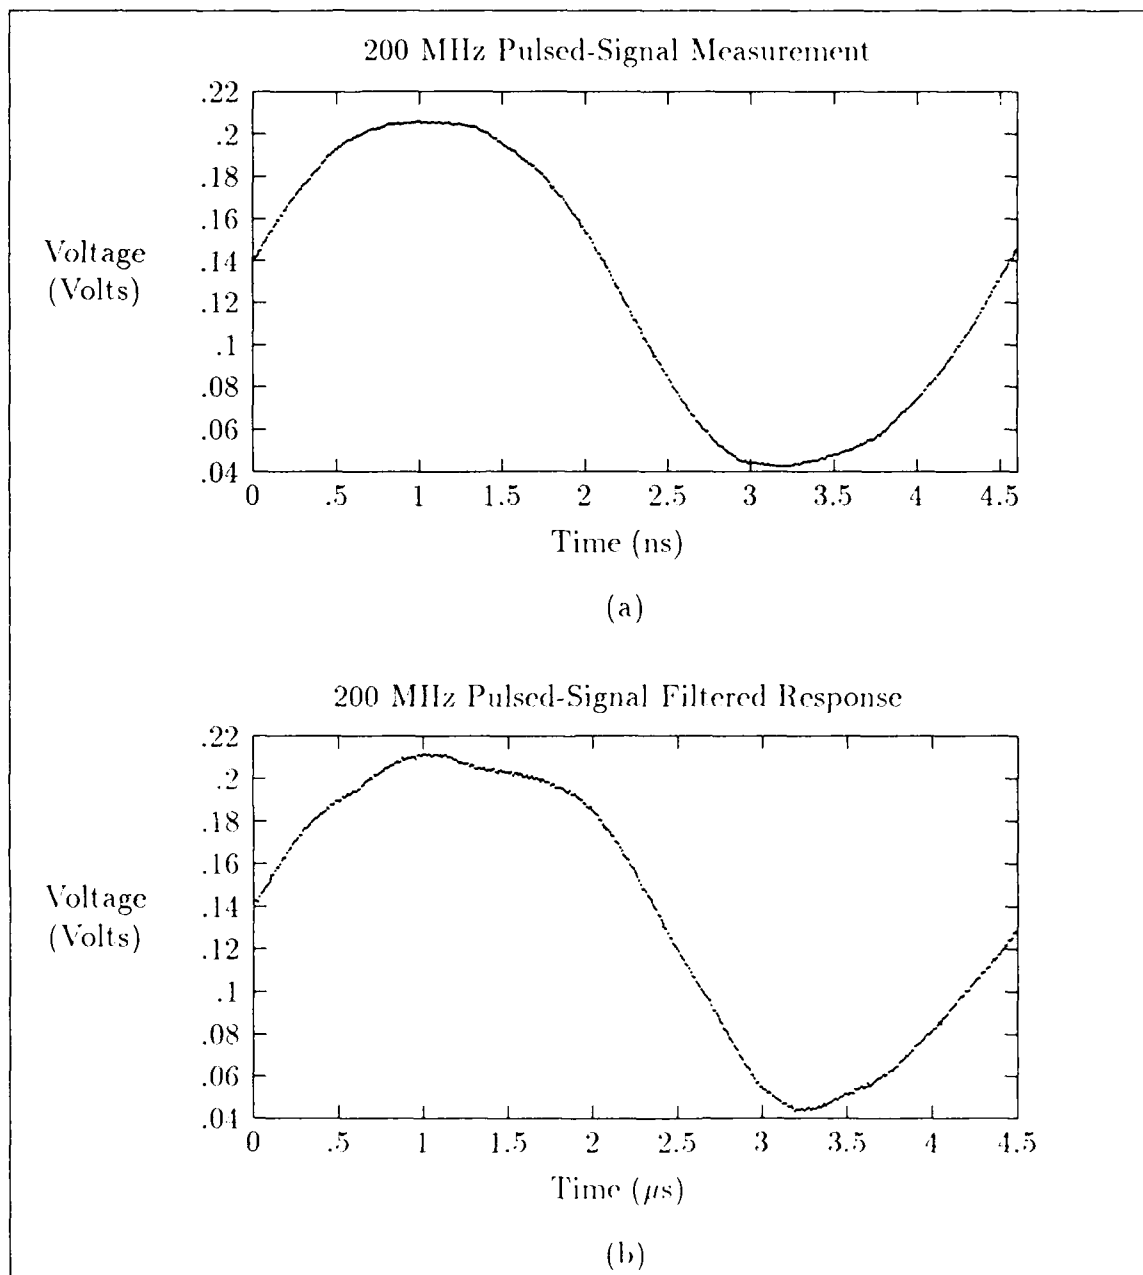 200 MHz Pulsed-Signal Measurement
.22
.2
.18
.16
.14
.12
.1
.08
.06
.04
Voltage
(Volts)
0 .5 1 1.5 2 2.5 3 3.5 4 4.5
Time (ns)
(a)
200 MHz Pulsed-Signal Filtered Response
.22
.2
.18
.16
.14
.12
.1
.08
.06
.04
Voltage
(Volts)
0 .5 1 1.5 2 2.5 3 3.5 4 4.5
Time (μs)
(b)